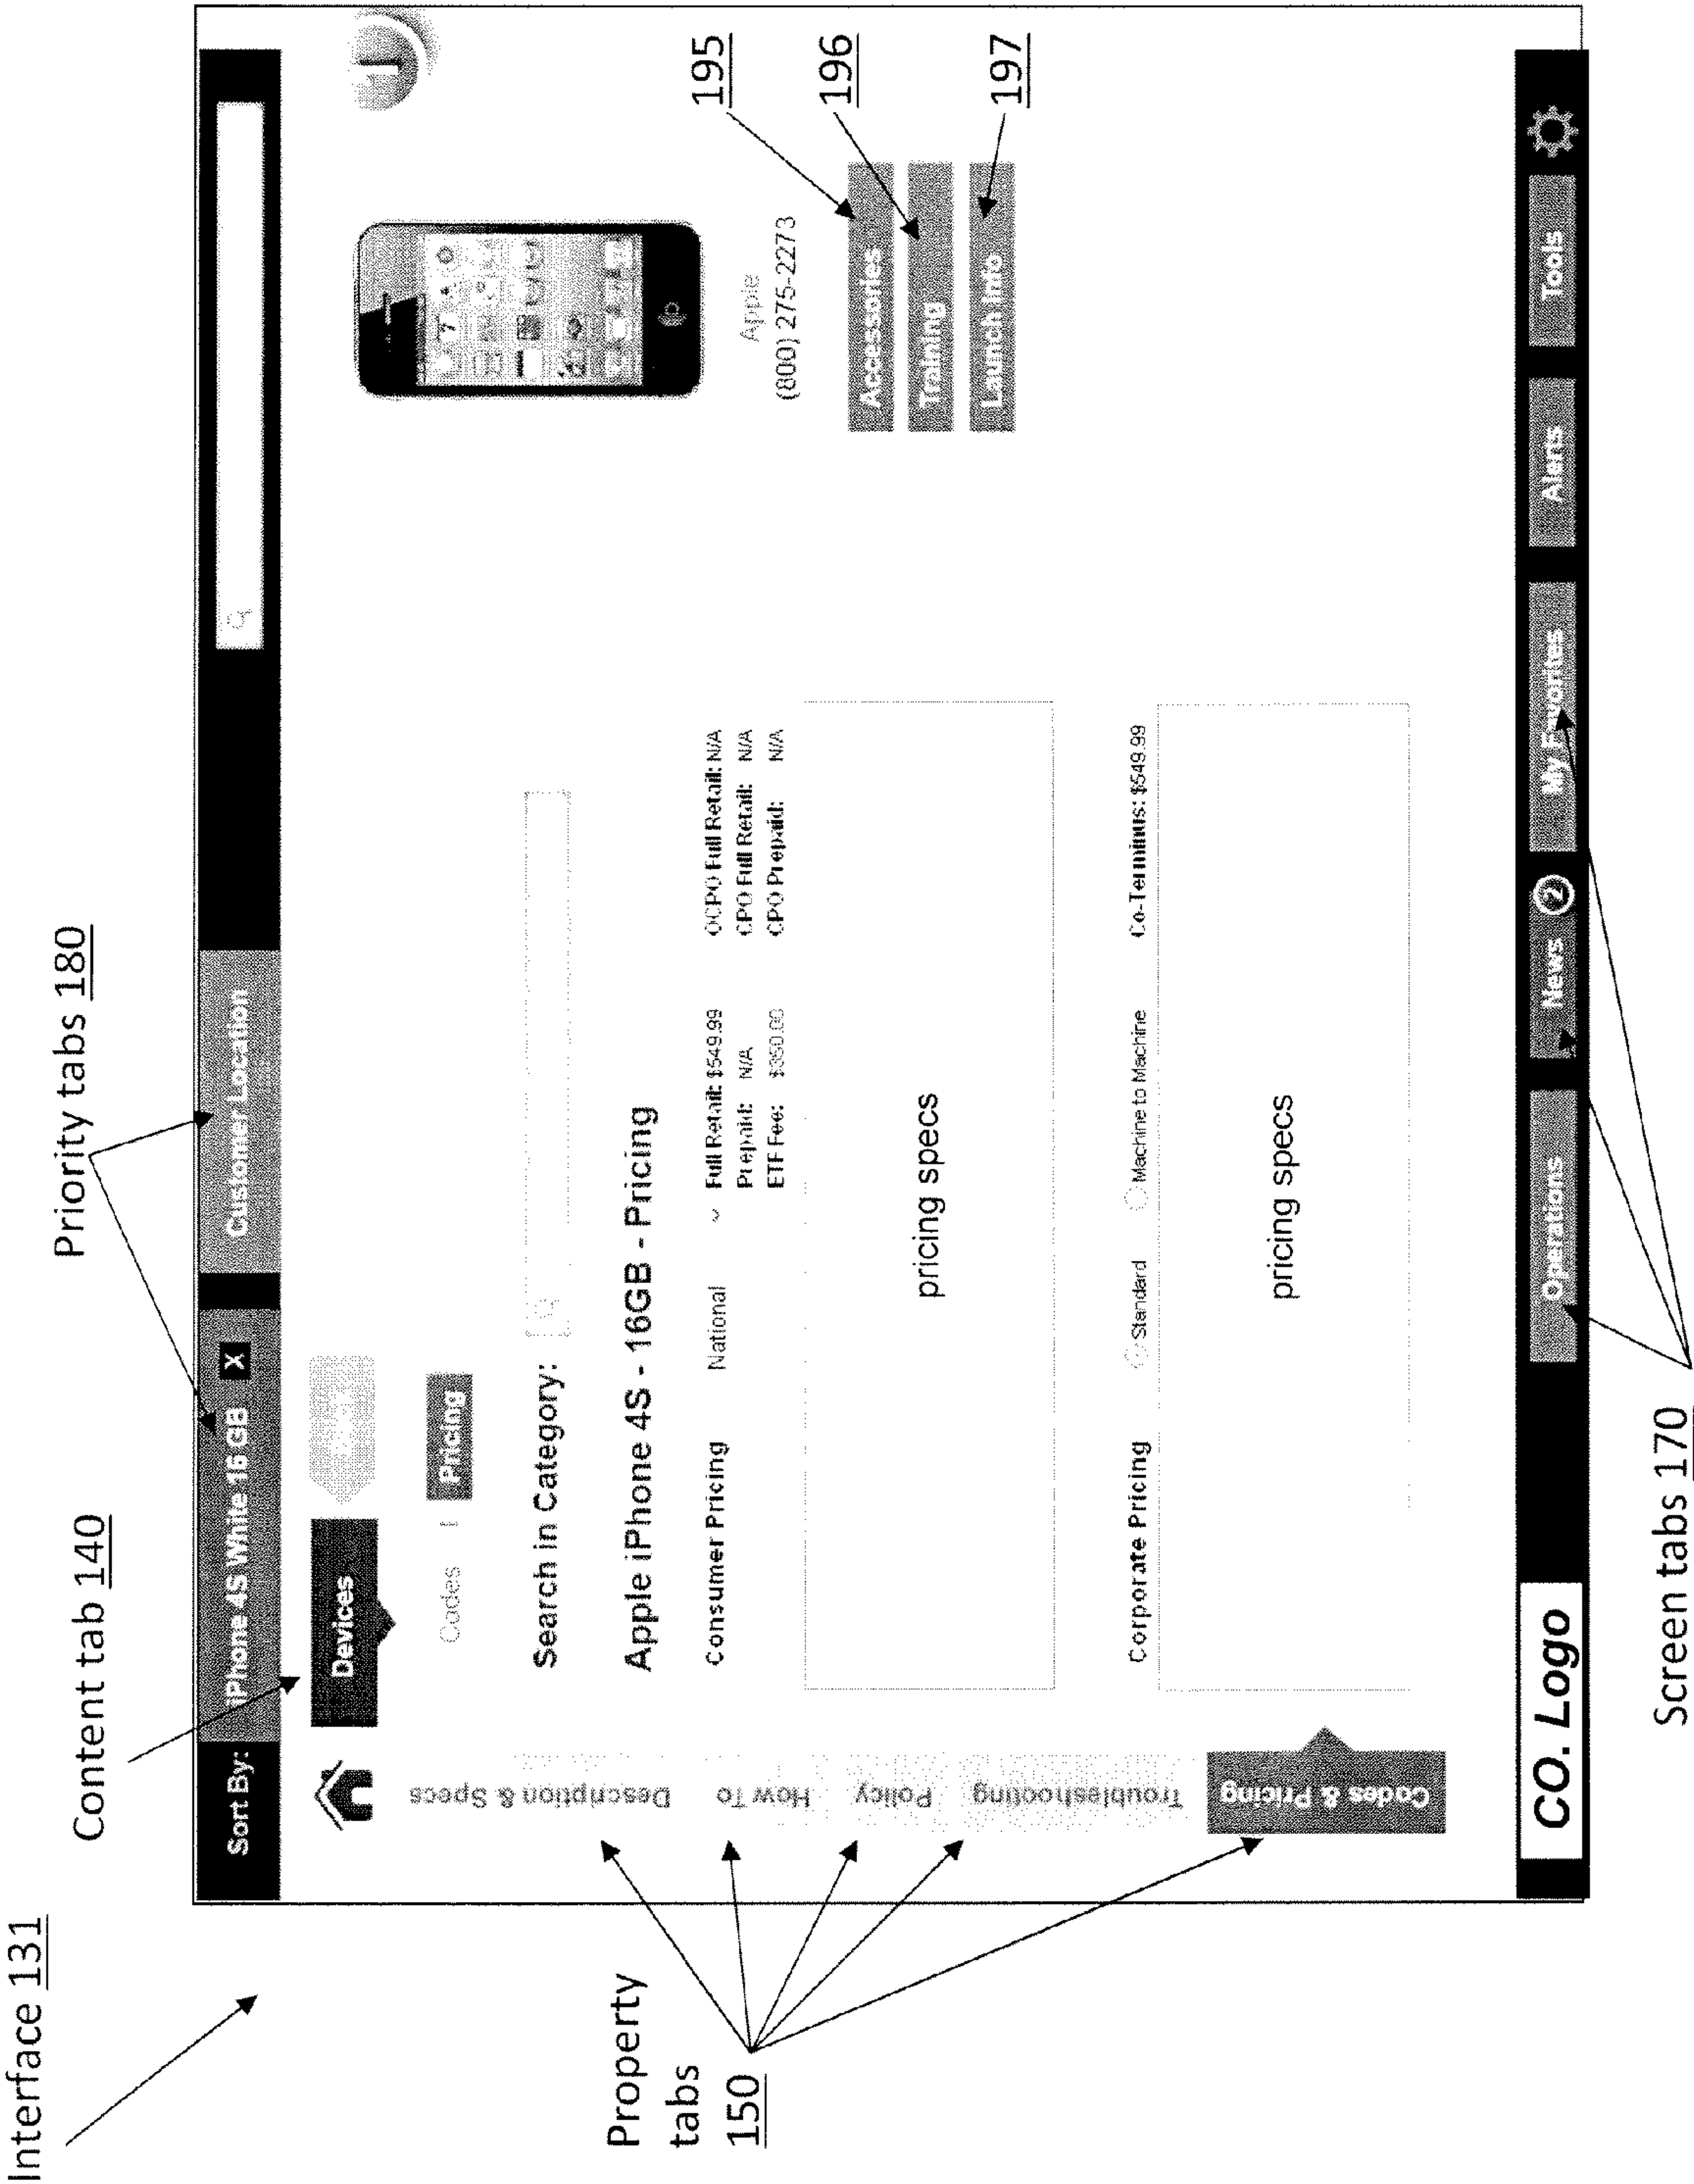 Interface 131
Content tab 140
Priority tabs 180
Sort By:
iPhone 4S White 16 GB X
Customer Location
Devices
Codes | Pricing
Search in Category:
Apple iPhone 4S - 16GB - Pricing
Consumer Pricing
National
Full Retail: $549.99
OCPO Full Retail: N/A
Prepaid: N/A
CPO Full Retail: N/A
ETF Fee: $350.00
CPO Prepaid: N/A
pricing specs
Corporate Pricing
Standard
Machine to Machine
Co-Terminus: $549.99
pricing specs
Description & Specs
How To
Policy
Troubleshooting
Codes & Pricing
Property
tabs
150
Apple
(800) 275-2273
Accessories
Training
Launch Info
195
196
197
CO. Logo
Operations
News 2
My Favorites
Alerts
Tools
Screen tabs 170